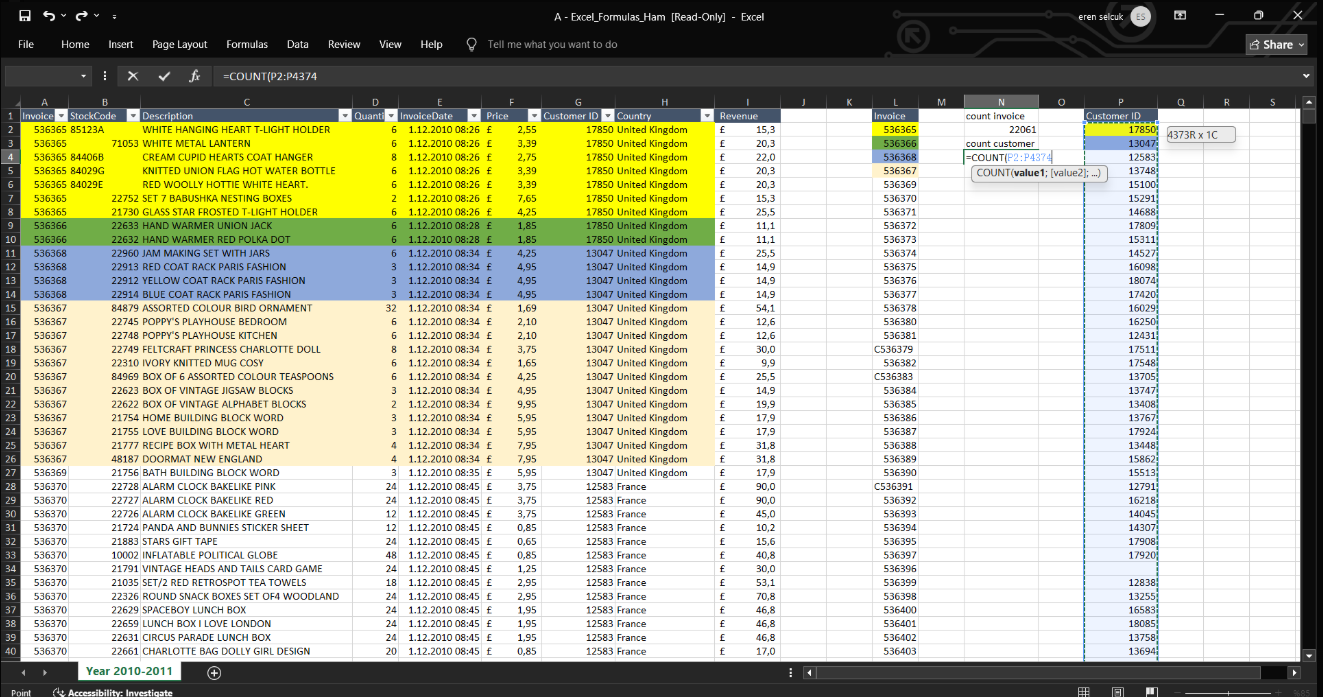 A - Excel_Formulas_Ham [Read-Only] - Excel
eren selcuk ES
File Home Insert Page Layout Formulas Data Review View Help Tell me what you want to do
Share
fx =COUNT(P2:P4374
A B C D E F G H I J K L M N O P Q R S
1 Invoice StockCode Description Quanti InvoiceDate Price Customer ID Country Revenue Invoice count invoice Customer ID
2 536365 85123A WHITE HANGING HEART T-LIGHT HOLDER 6 1.12.2010 08:26 £ 2,55 17850 United Kingdom £ 15,3 536365 22061 17850 4373R x 1C
3 536365 71053 WHITE METAL LANTERN 6 1.12.2010 08:26 £ 3,39 17850 United Kingdom £ 20,3 536366 count customer 13047
4 536365 84406B CREAM CUPID HEARTS COAT HANGER 8 1.12.2010 08:26 £ 2,75 17850 United Kingdom £ 22,0 536368 =COUNT(P2:P4374 12583
5 536365 84029G KNITTED UNION FLAG HOT WATER BOTTLE 6 1.12.2010 08:26 £ 3,39 17850 United Kingdom £ 20,3 536367 COUNT(value1; [value2]; ...) 13748
6 536365 84029E RED WOOLLY HOTTIE WHITE HEART. 6 1.12.2010 08:26 £ 3,39 17850 United Kingdom £ 20,3 536369 15100
7 536365 22752 SET 7 BABUSHKA NESTING BOXES 2 1.12.2010 08:26 £ 7,65 17850 United Kingdom £ 15,3 536370 15291
8 536365 21730 GLASS STAR FROSTED T-LIGHT HOLDER 6 1.12.2010 08:26 £ 4,25 17850 United Kingdom £ 25,5 536371 14688
9 536366 22633 HAND WARMER UNION JACK 6 1.12.2010 08:28 £ 1,85 17850 United Kingdom £ 11,1 536372 17809
10 536366 22632 HAND WARMER RED POLKA DOT 6 1.12.2010 08:28 £ 1,85 17850 United Kingdom £ 11,1 536373 15311
11 536368 22960 JAM MAKING SET WITH JARS 6 1.12.2010 08:34 £ 4,25 13047 United Kingdom £ 25,5 536374 14527
12 536368 22913 RED COAT RACK PARIS FASHION 3 1.12.2010 08:34 £ 4,95 13047 United Kingdom £ 14,9 536375 16098
13 536368 22912 YELLOW COAT RACK PARIS FASHION 3 1.12.2010 08:34 £ 4,95 13047 United Kingdom £ 14,9 536376 18074
14 536368 22914 BLUE COAT RACK PARIS FASHION 3 1.12.2010 08:34 £ 4,95 13047 United Kingdom £ 14,9 536377 17420
15 536367 84879 ASSORTED COLOUR BIRD ORNAMENT 32 1.12.2010 08:34 £ 1,69 13047 United Kingdom £ 54,1 536378 16029
16 536367 22745 POPPY'S PLAYHOUSE BEDROOM 6 1.12.2010 08:34 £ 2,10 13047 United Kingdom £ 12,6 536380 16250
17 536367 22748 POPPY'S PLAYHOUSE KITCHEN 6 1.12.2010 08:34 £ 2,10 13047 United Kingdom £ 12,6 536381 12431
18 536367 22749 FELTCRAFT PRINCESS CHARLOTTE DOLL 8 1.12.2010 08:34 £ 3,75 13047 United Kingdom £ 30,0 C536379 17511
19 536367 22310 IVORY KNITTED MUG COSY 6 1.12.2010 08:34 £ 1,65 13047 United Kingdom £ 9,9 536382 17548
20 536367 84969 BOX OF 6 ASSORTED COLOUR TEASPOONS 6 1.12.2010 08:34 £ 4,25 13047 United Kingdom £ 25,5 C536383 13705
21 536367 22623 BOX OF VINTAGE JIGSAW BLOCKS 3 1.12.2010 08:34 £ 4,95 13047 United Kingdom £ 14,9 536384 13747
22 536367 22622 BOX OF VINTAGE ALPHABET BLOCKS 2 1.12.2010 08:34 £ 9,95 13047 United Kingdom £ 19,9 536385 13408
23 536367 21754 HOME BUILDING BLOCK WORD 3 1.12.2010 08:34 £ 5,95 13047 United Kingdom £ 17,9 536386 13767
24 536367 21755 LOVE BUILDING BLOCK WORD 3 1.12.2010 08:34 £ 5,95 13047 United Kingdom £ 17,9 536387 17924
25 536367 21777 RECIPE BOX WITH METAL HEART 4 1.12.2010 08:34 £ 7,95 13047 United Kingdom £ 31,8 536388 13448
26 536367 48187 DOORMAT NEW ENGLAND 4 1.12.2010 08:34 £ 7,95 13047 United Kingdom £ 31,8 536389 15862
27 536369 21756 BATH BUILDING BLOCK WORD 3 1.12.2010 08:35 £ 5,95 13047 United Kingdom £ 17,9 536390 15513
28 536370 22728 ALARM CLOCK BAKELIKE PINK 24 1.12.2010 08:45 £ 3,75 12583 France £ 90,0 C536391 12791
29 536370 22727 ALARM CLOCK BAKELIKE RED 24 1.12.2010 08:45 £ 3,75 12583 France £ 90,0 536392 16218
30 536370 22726 ALARM CLOCK BAKELIKE GREEN 12 1.12.2010 08:45 £ 3,75 12583 France £ 45,0 536393 14045
31 536370 21724 PANDA AND BUNNIES STICKER SHEET 12 1.12.2010 08:45 £ 0,85 12583 France £ 10,2 536394 14307
32 536370 21883 STARS GIFT TAPE 24 1.12.2010 08:45 £ 0,65 12583 France £ 15,6 536395 17908
33 536370 10002 INFLATABLE POLITICAL GLOBE 48 1.12.2010 08:45 £ 0,85 12583 France £ 40,8 536397 17920
34 536370 21791 VINTAGE HEADS AND TAILS CARD GAME 24 1.12.2010 08:45 £ 1,25 12583 France £ 30,0 536396
35 536370 21035 SET/2 RED RETROSPOT TEA TOWELS 18 1.12.2010 08:45 £ 2,95 12583 France £ 53,1 536399 12838
36 536370 22326 ROUND SNACK BOXES SET OF4 WOODLAND 24 1.12.2010 08:45 £ 2,95 12583 France £ 70,8 536398 13255
37 536370 22629 SPACEBOY LUNCH BOX 24 1.12.2010 08:45 £ 1,95 12583 France £ 46,8 536400 16583
38 536370 22659 LUNCH BOX I LOVE LONDON 24 1.12.2010 08:45 £ 1,95 12583 France £ 46,8 536401 18085
39 536370 22631 CIRCUS PARADE LUNCH BOX 24 1.12.2010 08:45 £ 1,95 12583 France £ 46,8 536402 13758
40 536370 22661 CHARLOTTE BAG DOLLY GIRL DESIGN 20 1.12.2010 08:45 £ 0,85 12583 France £ 17,0 536403 13694
Year 2010-2011
Point Accessibility: Investigate